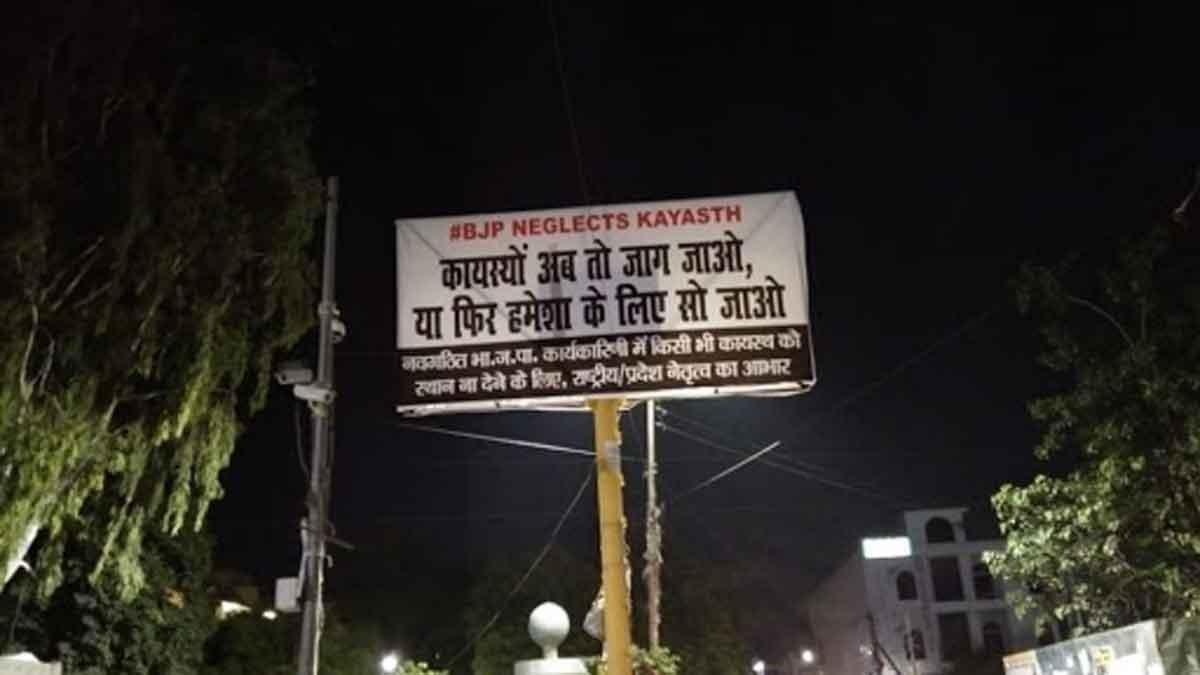 #BJP NEGLECTS KAYASTH
कायस्थों अब तो जाग जाओ,
या फिर हमेशा के लिए सो जाओ
नवगठित भा.ज.पा. कार्यकारिणी में किसी भी कायस्थ को
स्थान ना देने के लिए, राष्ट्रीय/प्रदेश नेतृत्व का आभार